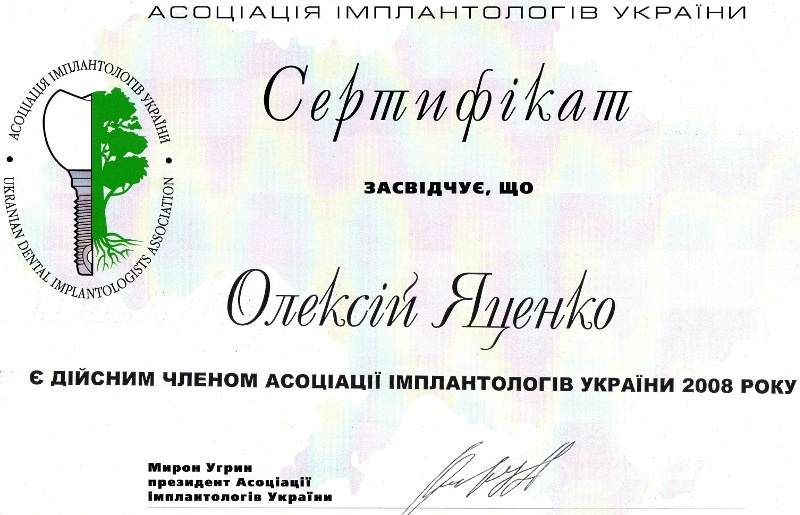 АСОЦІАЦІЯ ІМПЛАНТОЛОГІВ УКРАЇНИ
АСОЦІАЦІЯ ІМПЛАНТОЛОГІВ УКРАЇНИ
UKRANIAN DENTAL IMPLANTOLOGISTS ASSOCIATION
Сертифікат
ЗАСВІДЧУЄ, ЩО
Олексій Яценко
Є ДІЙСНИМ ЧЛЕНОМ АСОЦІАЦІЇ ІМПЛАНТОЛОГІВ УКРАЇНИ 2008 РОКУ
Мирон Угрин
президент Асоціації
Імплантологів України